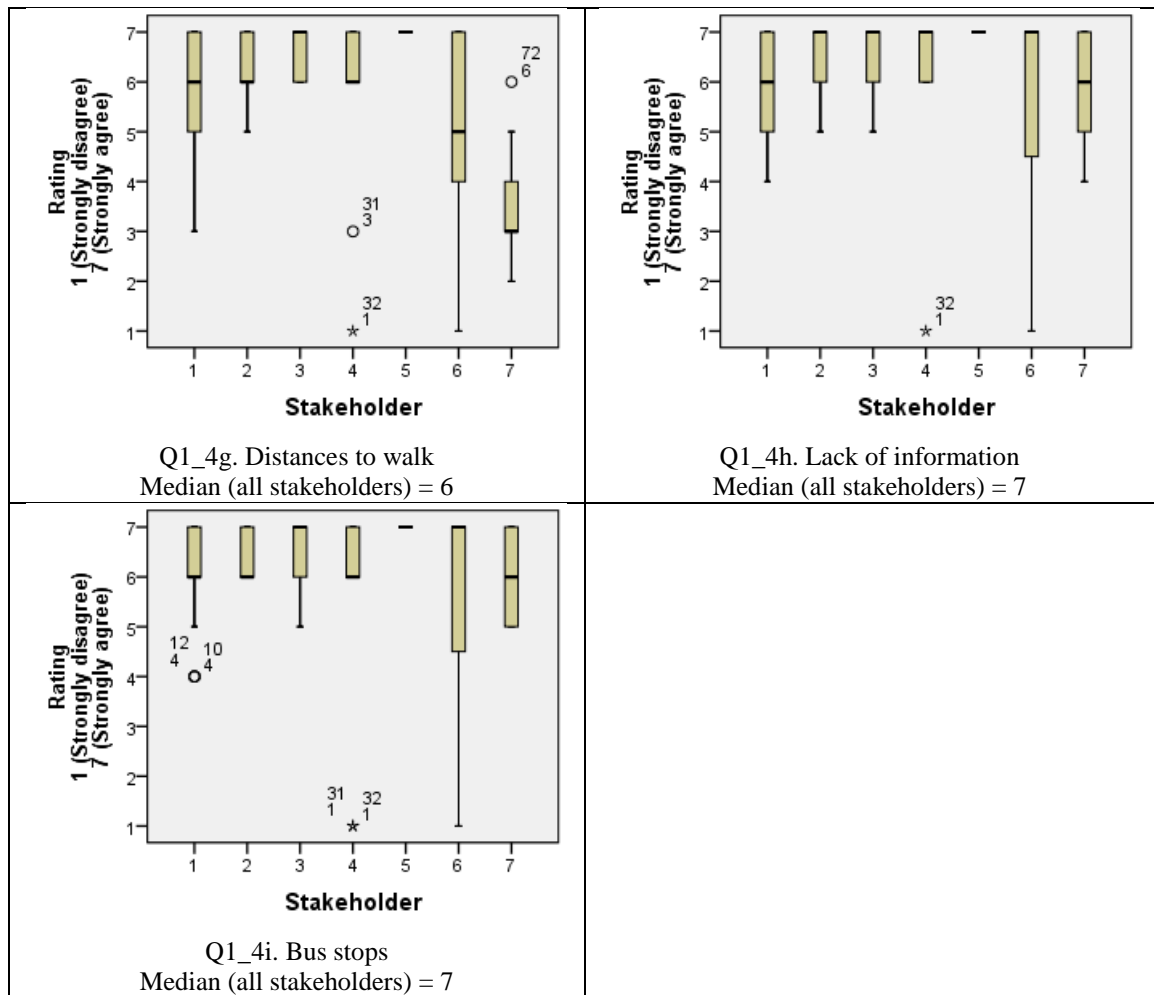 7
6
5
4
3
2
1
Rating
1 (Strongly disagree)
7 (Strongly agree)
72
6
31
3
32
1
1 2 3 4 5 6 7
Stakeholder
Q1_4g. Distances to walk
Median (all stakeholders) = 6
7
6
5
4
3
2
1
Rating
1 (Strongly disagree)
7 (Strongly agree)
32
1
1 2 3 4 5 6 7
Stakeholder
Q1_4h. Lack of information
Median (all stakeholders) = 7
7
6
5
4
3
2
1
Rating
1 (Strongly disagree)
7 (Strongly agree)
12 10
4 4
31 32
1 1
1 2 3 4 5 6 7
Stakeholder
Q1_4i. Bus stops
Median (all stakeholders) = 7